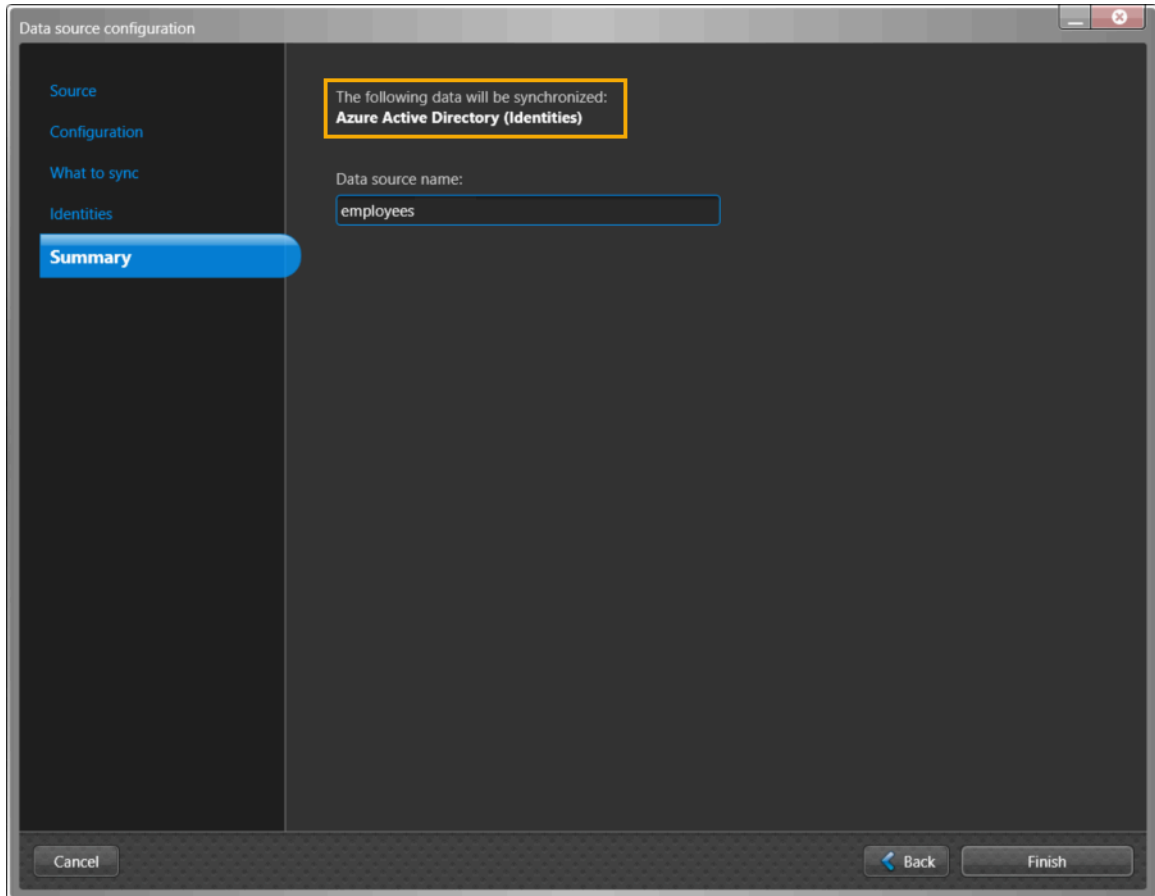 Data source configuration
Source
Configuration
What to sync
Identities
Summary
The following data will be synchronized:
Azure Active Directory (Identities)
Data source name:
employees
Cancel
Back
Finish